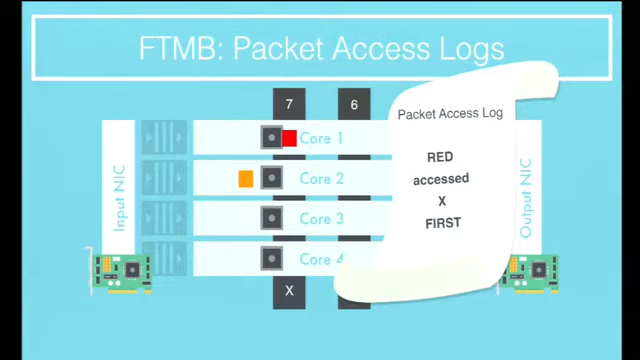 FTMB: Packet Access Logs
7
6
Packet Access Log
RED
accessed
X
FIRST
Input NIC
Core 1
Core 2
Core 3
Core 4
Output NIC
X